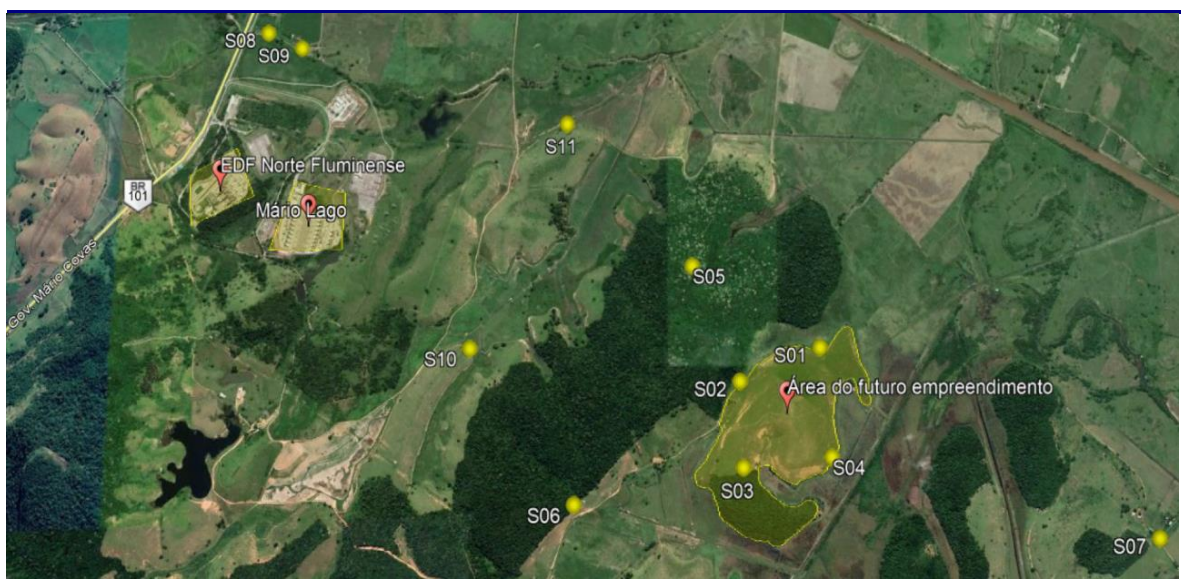 S08
S09
S11
EDF Norte Fluminense
BR
101
Mário Lago
Gov. Mário Covas
S05
S10
S01
S02
Área do futuro empreendimento
S03
S04
S06
S07